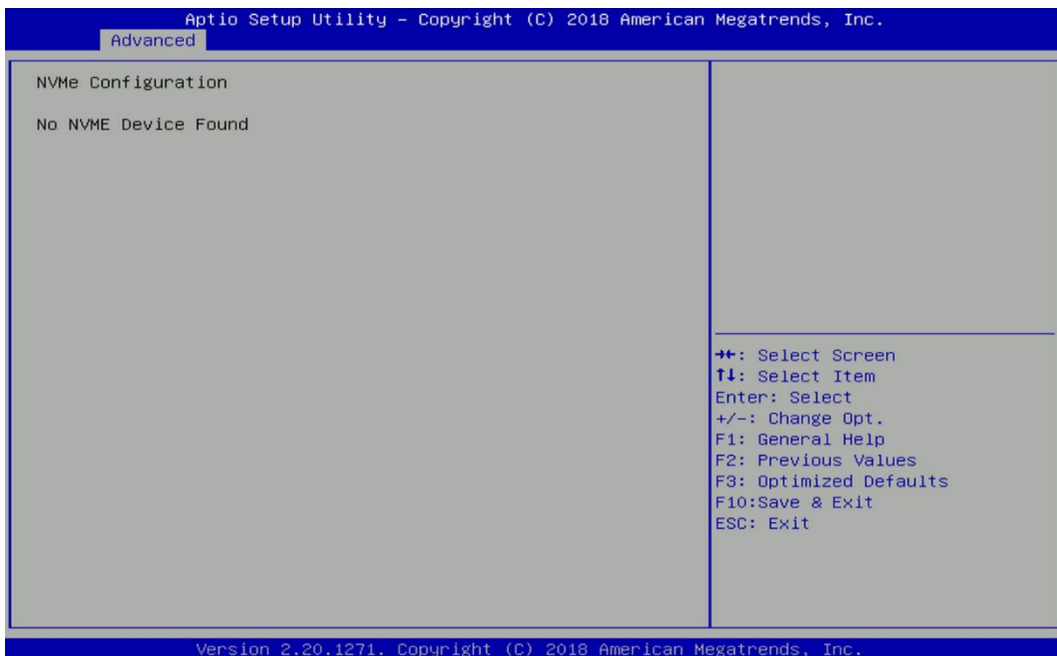 Aptio Setup Utility – Copyright (C) 2018 American Megatrends, Inc.
Advanced
NVMe Configuration
No NVME Device Found
→←: Select Screen
↑↓: Select Item
Enter: Select
+/-: Change Opt.
F1: General Help
F2: Previous Values
F3: Optimized Defaults
F10:Save & Exit
ESC: Exit
Version 2.20.1271. Copyright (C) 2018 American Megatrends, Inc.